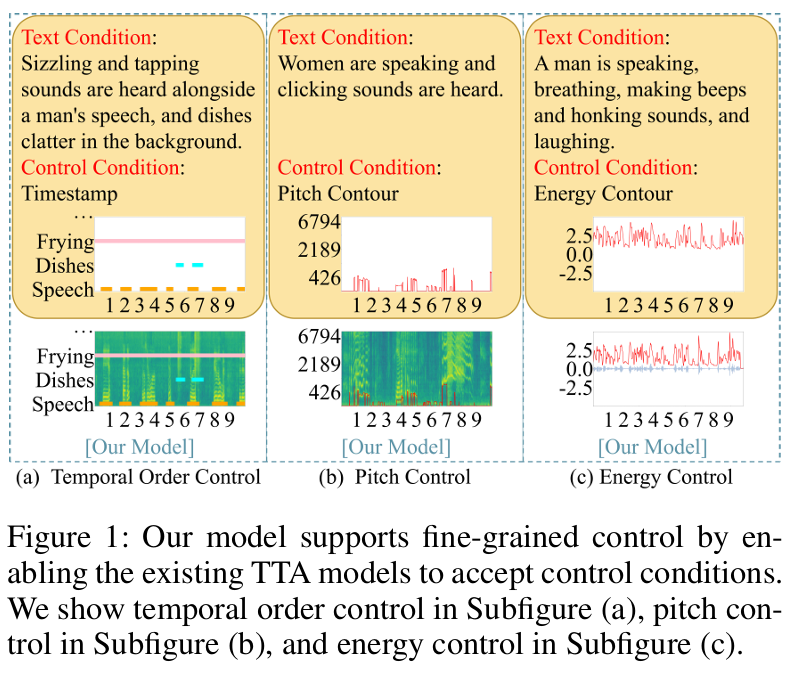 Text Condition:
Sizzling and tapping
sounds are heard alongside
a man's speech, and dishes
clatter in the background.
Control Condition:
Timestamp
...
Frying
Dishes
Speech
1 2 3 4 5 6 7 8 9
...
Frying
Dishes
Speech
1 2 3 4 5 6 7 8 9
[Our Model]
(a) Temporal Order Control
Text Condition:
Women are speaking and
clicking sounds are heard.
Control Condition:
Pitch Contour
6794
2189
426
1 2 3 4 5 6 7 8 9
6794
2189
426
1 2 3 4 5 6 7 8 9
[Our Model]
(b) Pitch Control
Text Condition:
A man is speaking,
breathing, making beeps
and honking sounds, and
laughing.
Control Condition:
Energy Contour
2.5
0.0
-2.5
1 2 3 4 5 6 7 8 9
2.5
0.0
-2.5
1 2 3 4 5 6 7 8 9
[Our Model]
(c) Energy Control
Figure 1: Our model supports fine-grained control by en-
abling the existing TTA models to accept control conditions.
We show temporal order control in Subfigure (a), pitch con-
trol in Subfigure (b), and energy control in Subfigure (c).